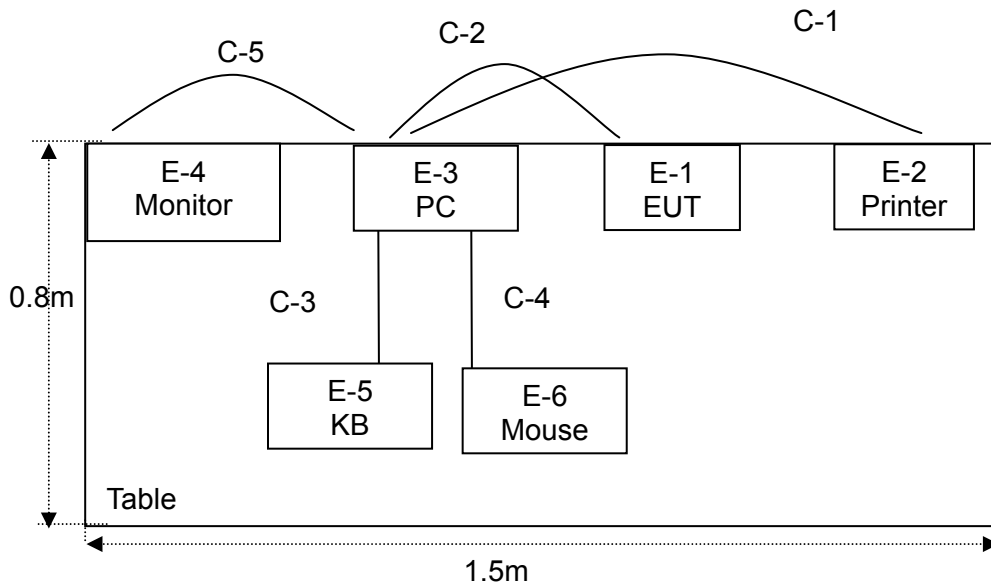 C-5
C-2
C-1
E-4
Monitor
E-3
PC
E-1
EUT
E-2
Printer
0.8m
C-3
C-4
E-5
KB
E-6
Mouse
Table
1.5m